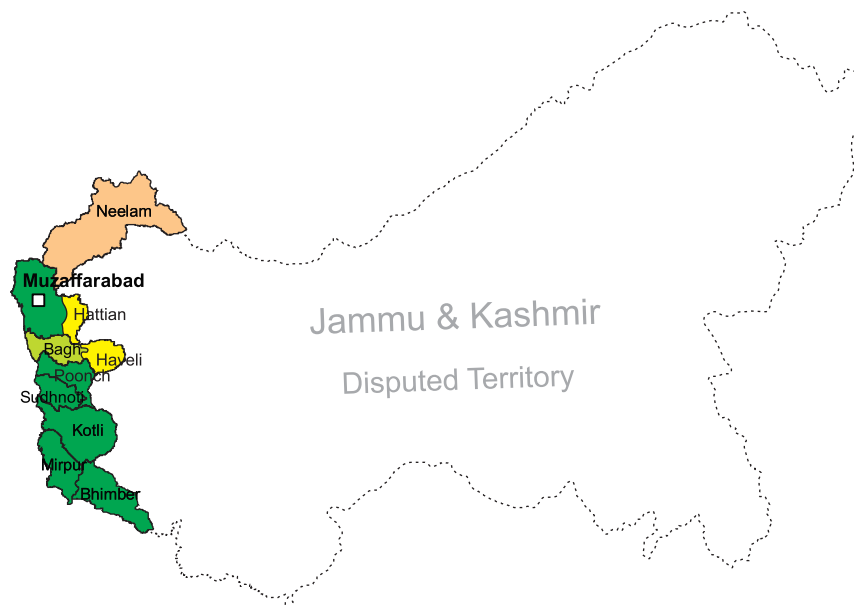 Neelam
Muzaffarabad
Hattian
Jammu & Kashmir
Bagh
Haveli
Poonch
Disputed Territory
Sudhnoti
Kotli
Mirpur
Bhimber